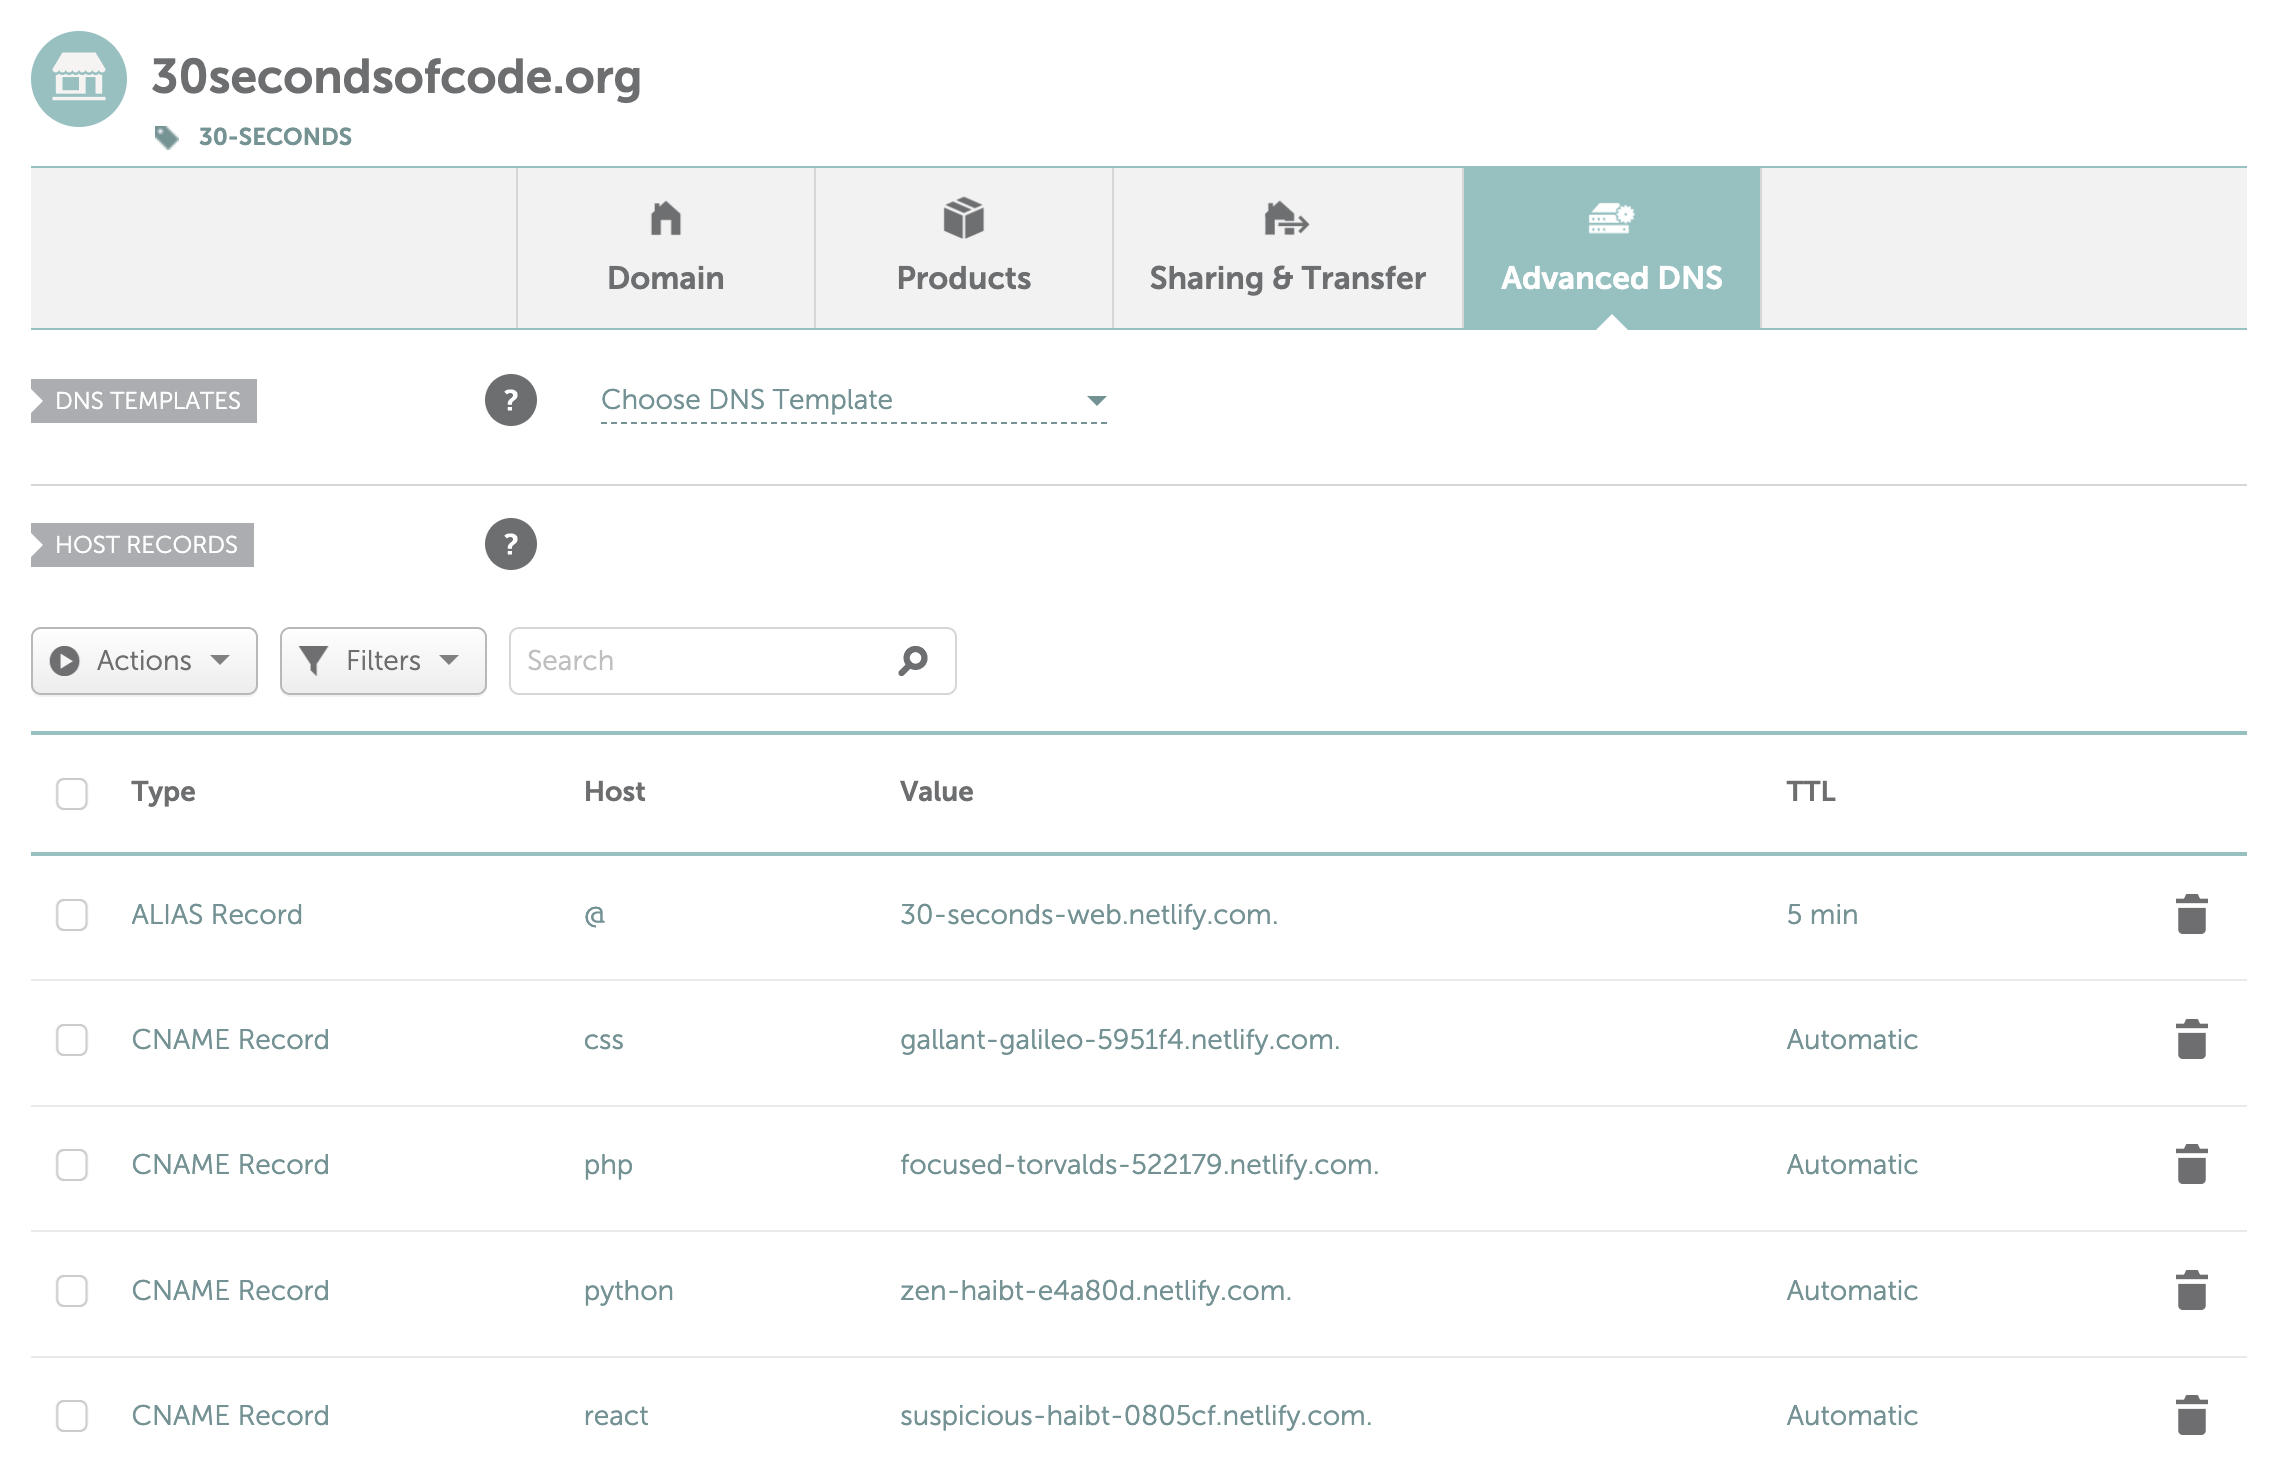 30secondsofcode.org
30-SECONDS
Domain Products Sharing & Transfer Advanced DNS
DNS TEMPLATES ? Choose DNS Template
HOST RECORDS ?
Actions Filters Search
Type Host Value TTL
ALIAS Record @ 30-seconds-web.netlify.com. 5 min
CNAME Record css gallant-galileo-5951f4.netlify.com. Automatic
CNAME Record php focused-torvalds-522179.netlify.com. Automatic
CNAME Record python zen-haibt-e4a80d.netlify.com. Automatic
CNAME Record react suspicious-haibt-0805cf.netlify.com. Automatic